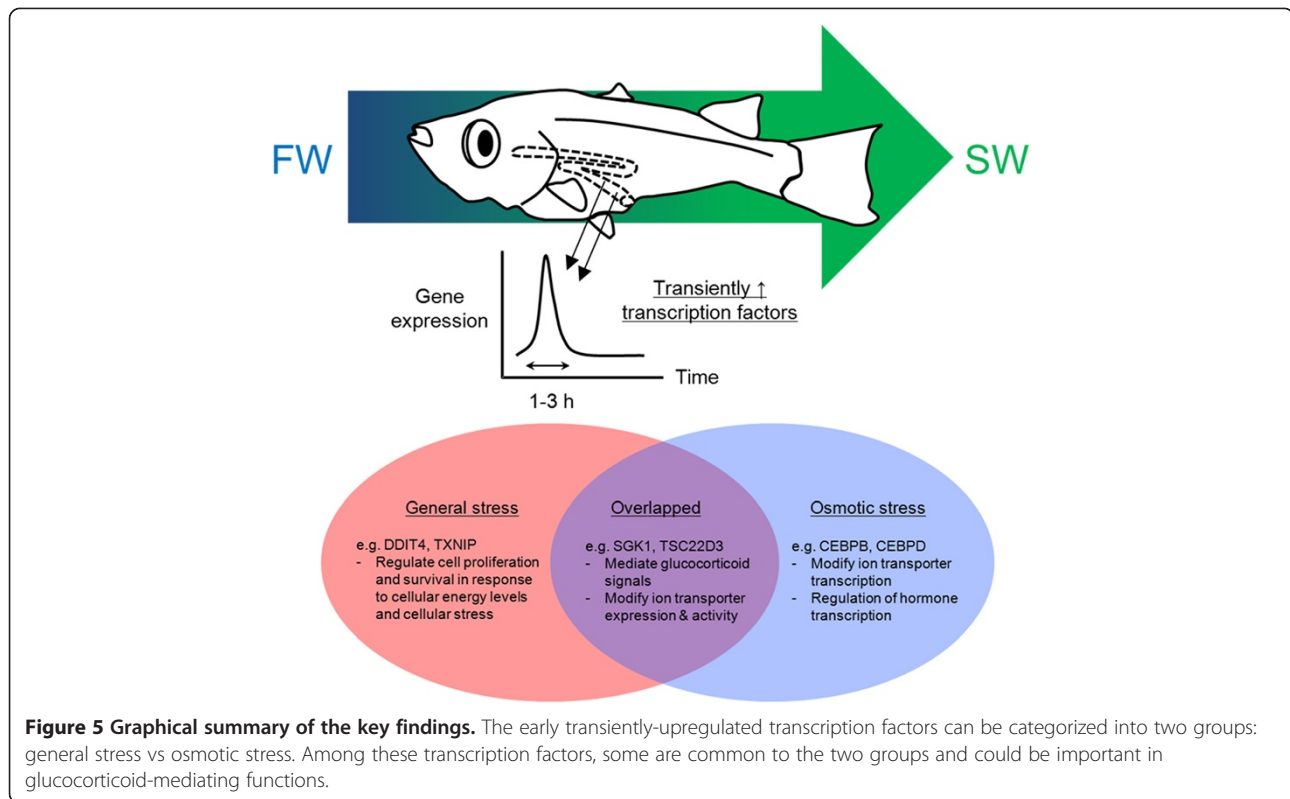 FW
SW
Gene
expression
Transiently ↑
transcription factors
Time
1-3 h
General stress
e.g. DDIT4, TXNIP
- Regulate cell proliferation
and survival in response
to cellular energy levels
and cellular stress
Overlapped
e.g. SGK1, TSC22D3
- Mediate glucocorticoid
signals
- Modify ion transporter
expression & activity
Osmotic stress
e.g. CEBPB, CEBPD
- Modify ion transporter
transcription
- Regulation of hormone
transcription
Figure 5 Graphical summary of the key findings. The early transiently-upregulated transcription factors can be categorized into two groups:
general stress vs osmotic stress. Among these transcription factors, some are common to the two groups and could be important in
glucocorticoid-mediating functions.